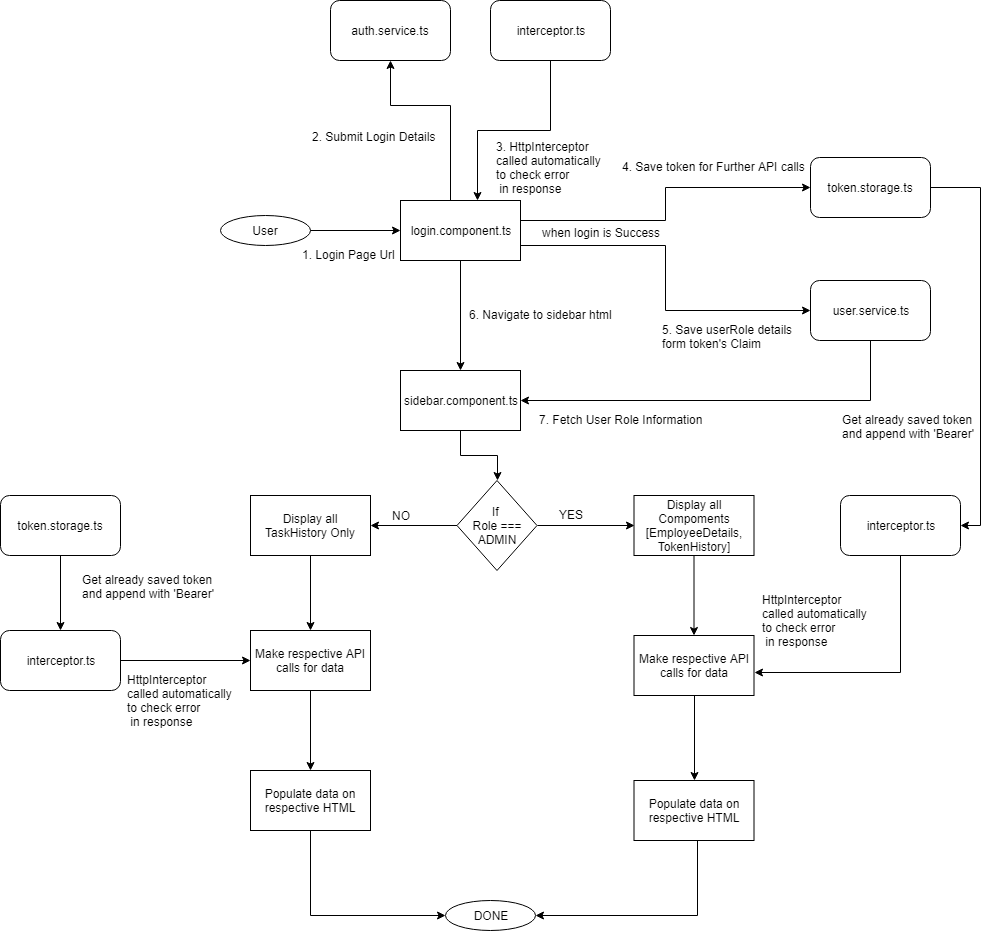 auth.service.ts
interceptor.ts
2. Submit Login Details
3. HttpInterceptor
called automatically
to check error
in response
4. Save token for Further API calls
token.storage.ts
User
login.component.ts
when login is Success
1. Login Page Url
6. Navigate to sidebar html
user.service.ts
5. Save userRole details
form token's Claim
sidebar.component.ts
7. Fetch User Role Information
Get already saved token
and append with 'Bearer'
token.storage.ts
Display all
TaskHistory Only
NO
If
Role ===
ADMIN
YES
Display all
Compoments
[EmployeeDetails,
TokenHistory]
interceptor.ts
Get already saved token
and append with 'Bearer'
HttpInterceptor
called automatically
to check error
in response
interceptor.ts
Make respective API
calls for data
Make respective API
calls for data
HttpInterceptor
called automatically
to check error
in response
Populate data on
respective HTML
Populate data on
respective HTML
DONE